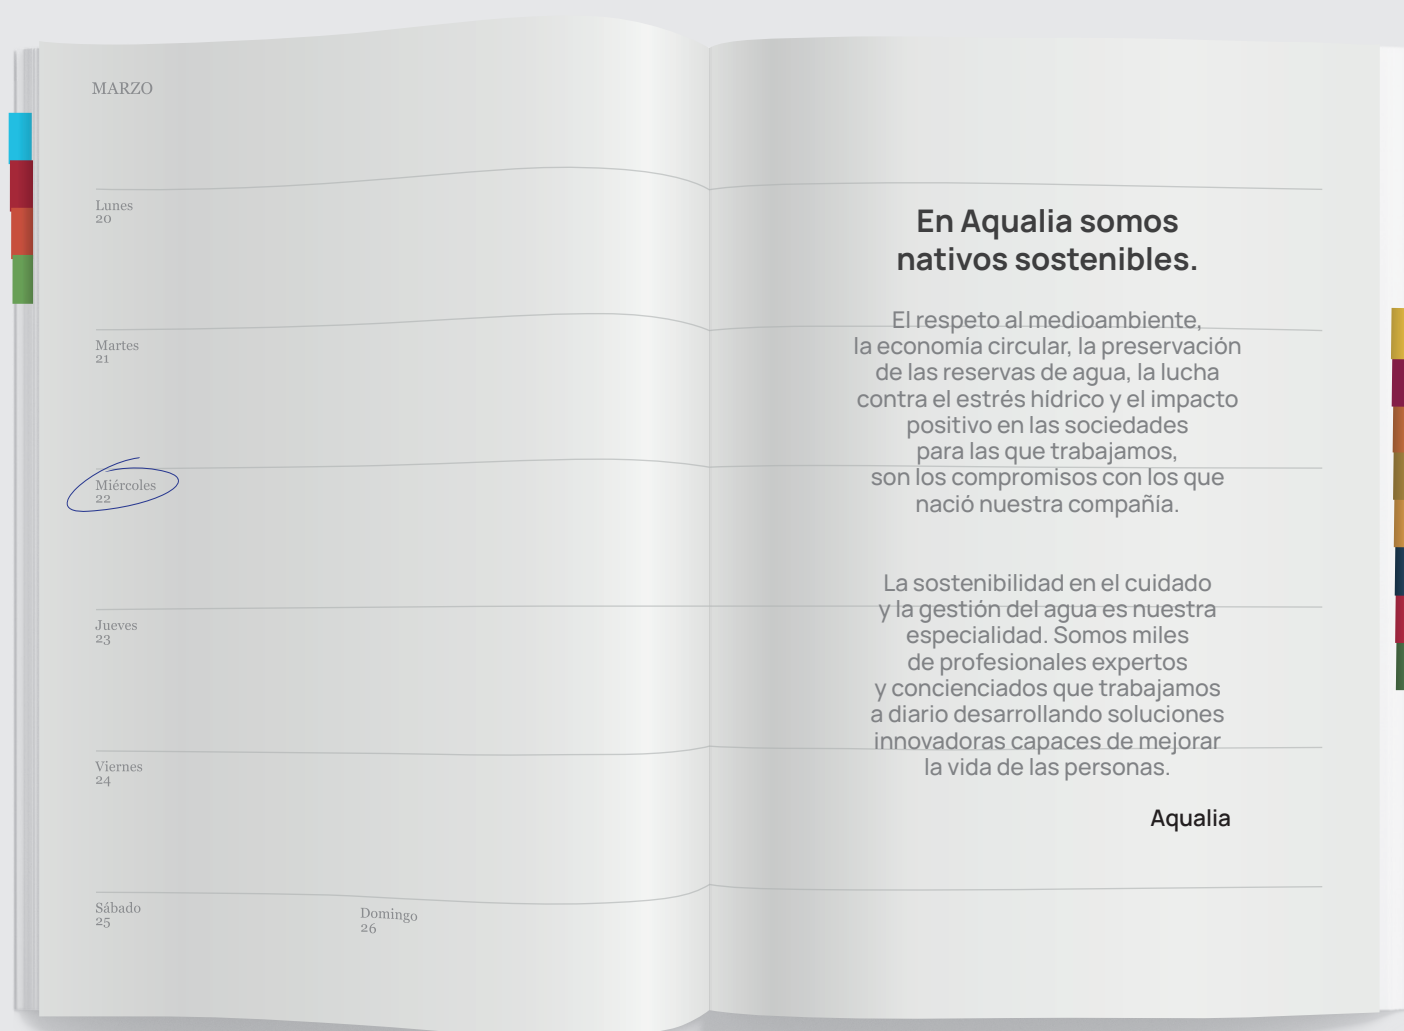 MARZO
Lunes
20
Martes
21
Miércoles
22
Jueves
23
Viernes
24
Sábado
25
Domingo
26
En Aqualia somos
nativos sostenibles.
El respeto al medioambiente,
la economía circular, la preservación
de las reservas de agua, la lucha
contra el estrés hídrico y el impacto
positivo en las sociedades
para las que trabajamos,
son los compromisos con los que
nació nuestra compañía.
La sostenibilidad en el cuidado
y la gestión del agua es nuestra
especialidad. Somos miles
de profesionales expertos
y concienciados que trabajamos
a diario desarrollando soluciones
innovadoras capaces de mejorar
la vida de las personas.
Aqualia